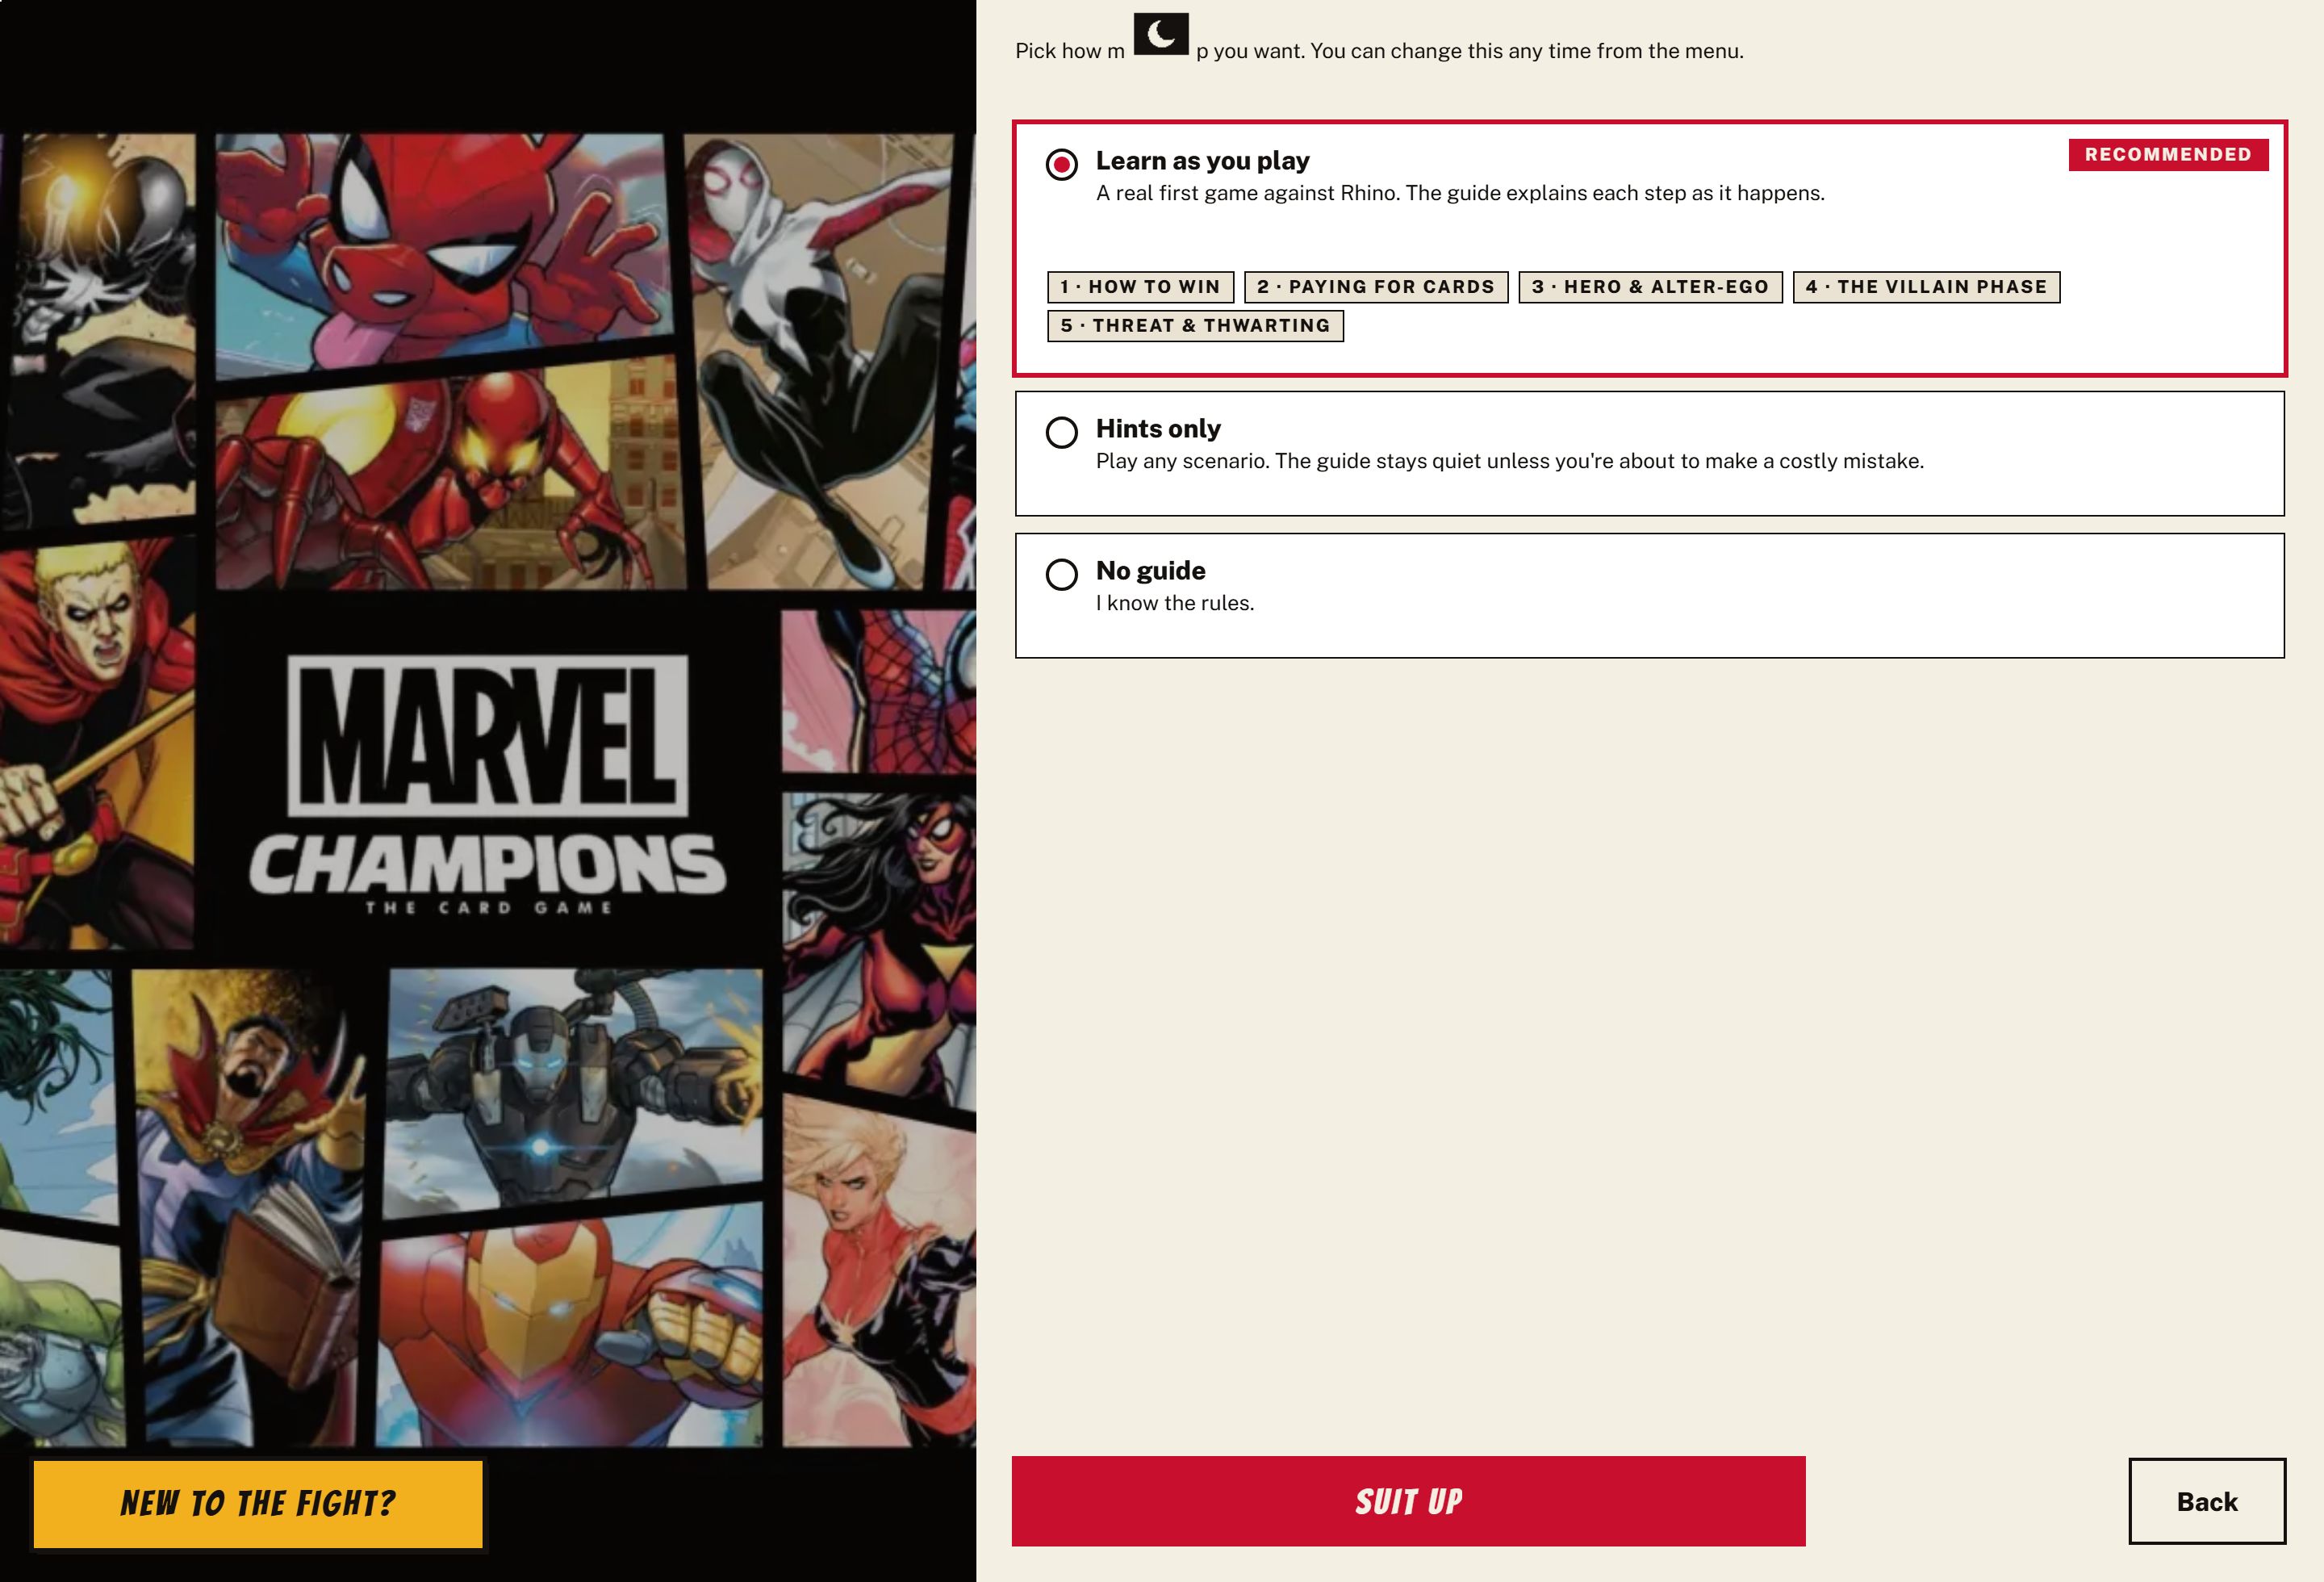 MARVEL
CHAMPIONS
THE CARD GAME
NEW TO THE FIGHT?
Pick how m p you want. You can change this any time from the menu.
Learn as you play
RECOMMENDED
A real first game against Rhino. The guide explains each step as it happens.
1 · HOW TO WIN 2 · PAYING FOR CARDS 3 · HERO & ALTER-EGO 4 · THE VILLAIN PHASE
5 · THREAT & THWARTING
Hints only
Play any scenario. The guide stays quiet unless you're about to make a costly mistake.
No guide
I know the rules.
SUIT UP
Back